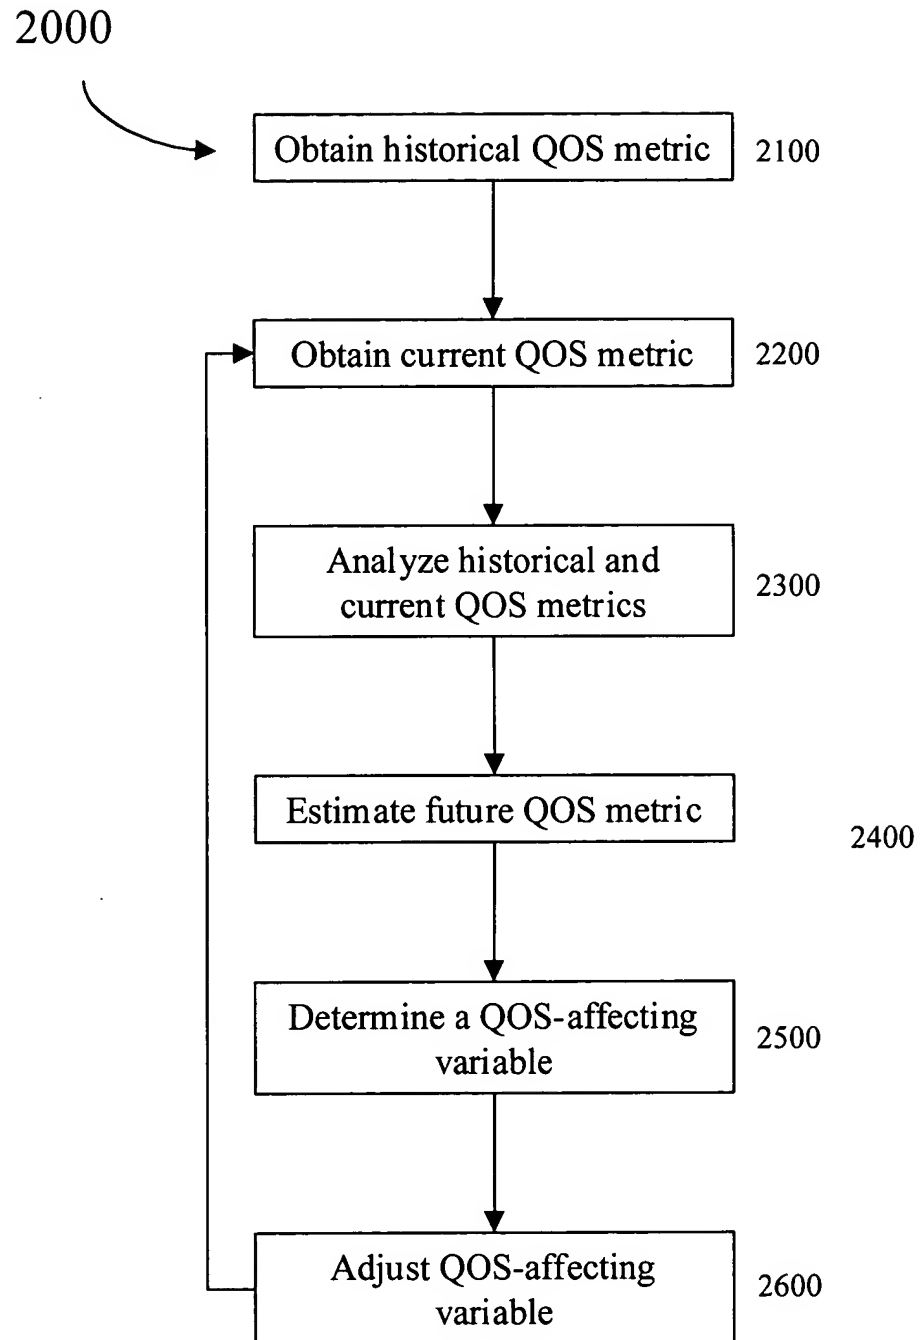 2000
Obtain historical QOS metric 2100
Obtain current QOS metric 2200
Analyze historical and
current QOS metrics
2300
Estimate future QOS metric
2400
Determine a QOS-affecting
variable
2500
Adjust QOS-affecting
variable
2600